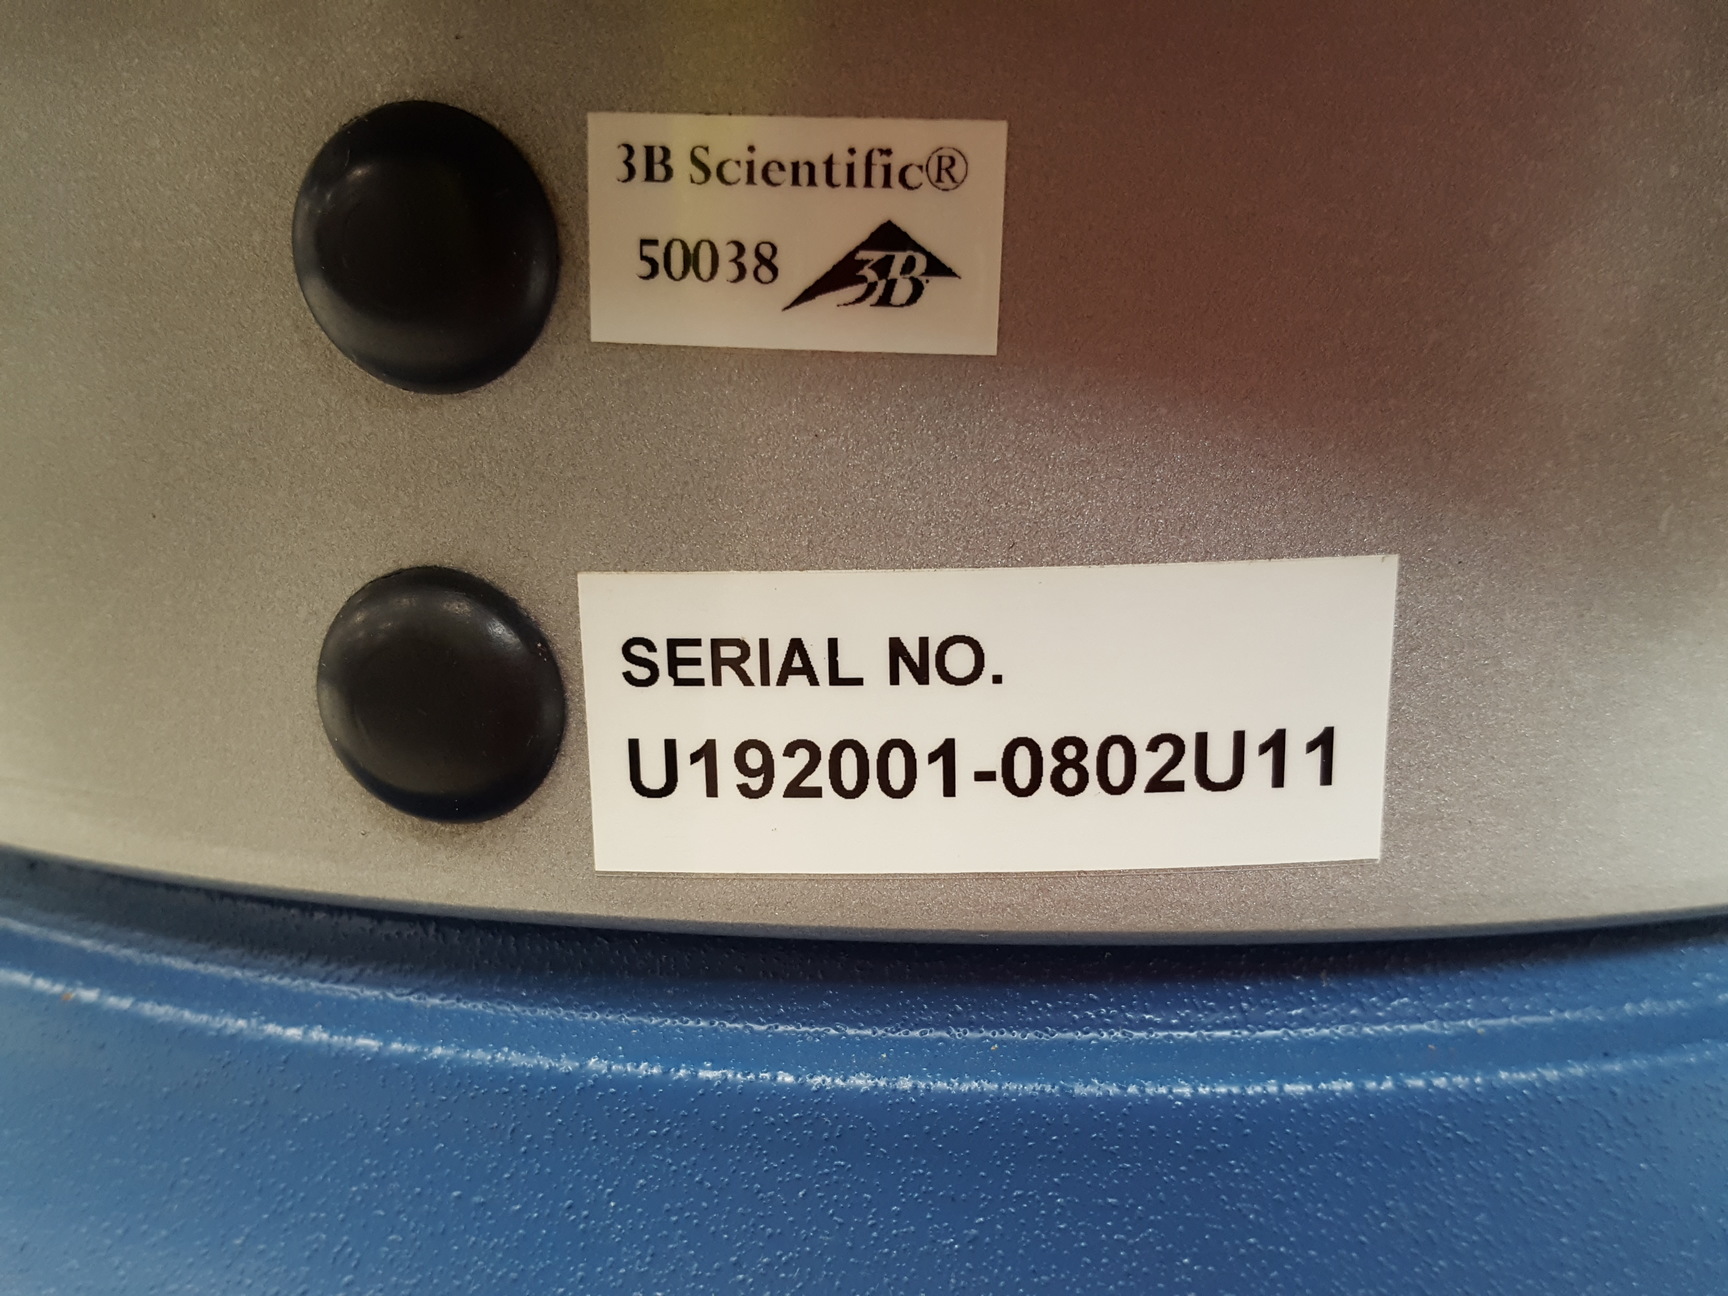 3B Scientific®
50038
3B
SERIAL NO.
U192001-0802U11